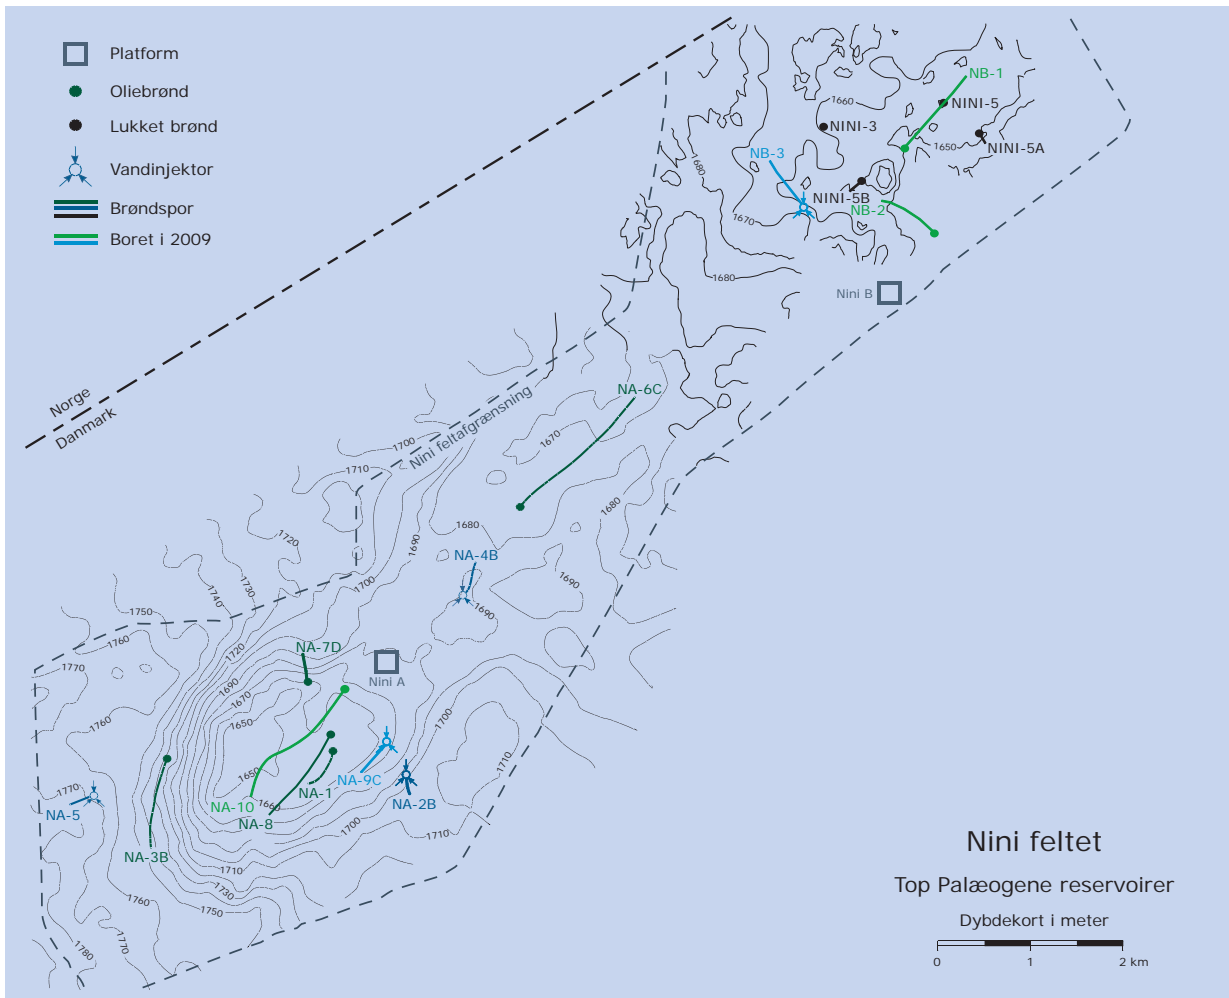 Platform
Oliebrønd
Lukket brønd
Vandinjektor
Brøndspor
Boret i 2009
Norge
Danmark
Nini feltafgrænsning
NB-1
NINI-5
1660
NINI-3
1650
NINI-5A
NB-3
1680
NINI-5B
NB-2
1670
1680
Nini B
NA-6C
1670
1700
1710
1680
1680
1720
1690
NA-4B
1690
1700
1730
1740
1750
1690
1760
1720
NA-7D
1770
Nini A
1690
1670
1650
1760
1700
1710
1650
NA-9C
1770
NA-1
NA-10
1660
NA-2B
NA-5
NA-8
1700
1710
NA-3B
1710
1730
1760
1750
1770
1780
Nini feltet
Top Palæogene reservoirer
Dybdekort i meter
0 1 2 km